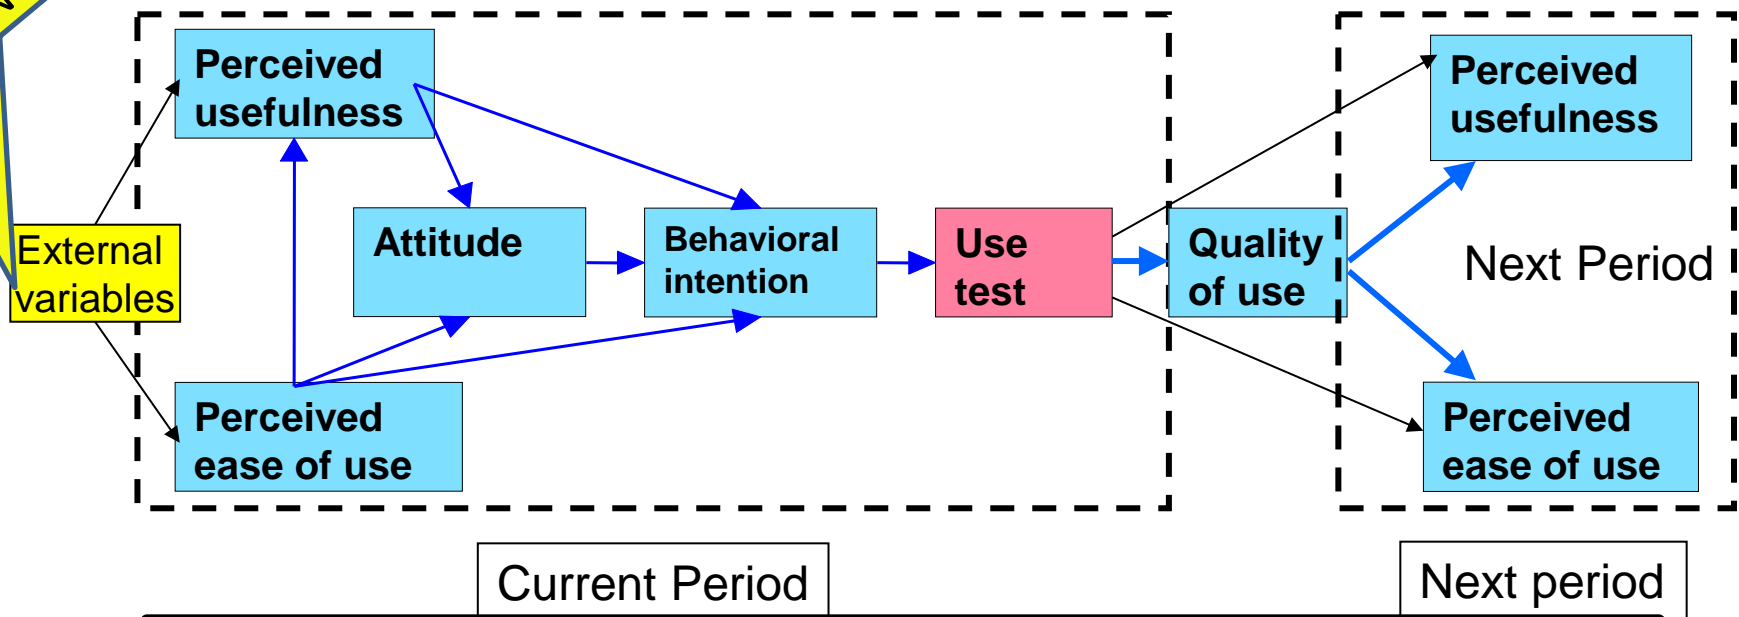 Perceived
usefulness
External
variables
Attitude
Behavioral
intention
Use
test
Quality
of use
Perceived
ease of use
Perceived
usefulness
Next Period
Perceived
ease of use
Current Period
Next period